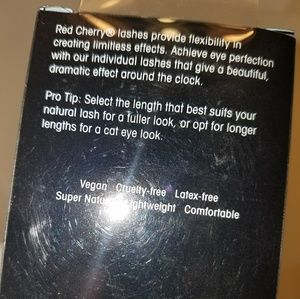 Red Cherry® lashes provide flexibility in
creating limitless effects. Achieve eye perfection
with our individual lashes that give a beautiful,
dramatic effect around the clock.
Pro Tip: Select the length that best suits your
natural lash for a fuller look, or opt for longer
lengths for a cat eye look.
Vegan Cruelty-free Latex-free
Super Natural Lightweight Comfortable